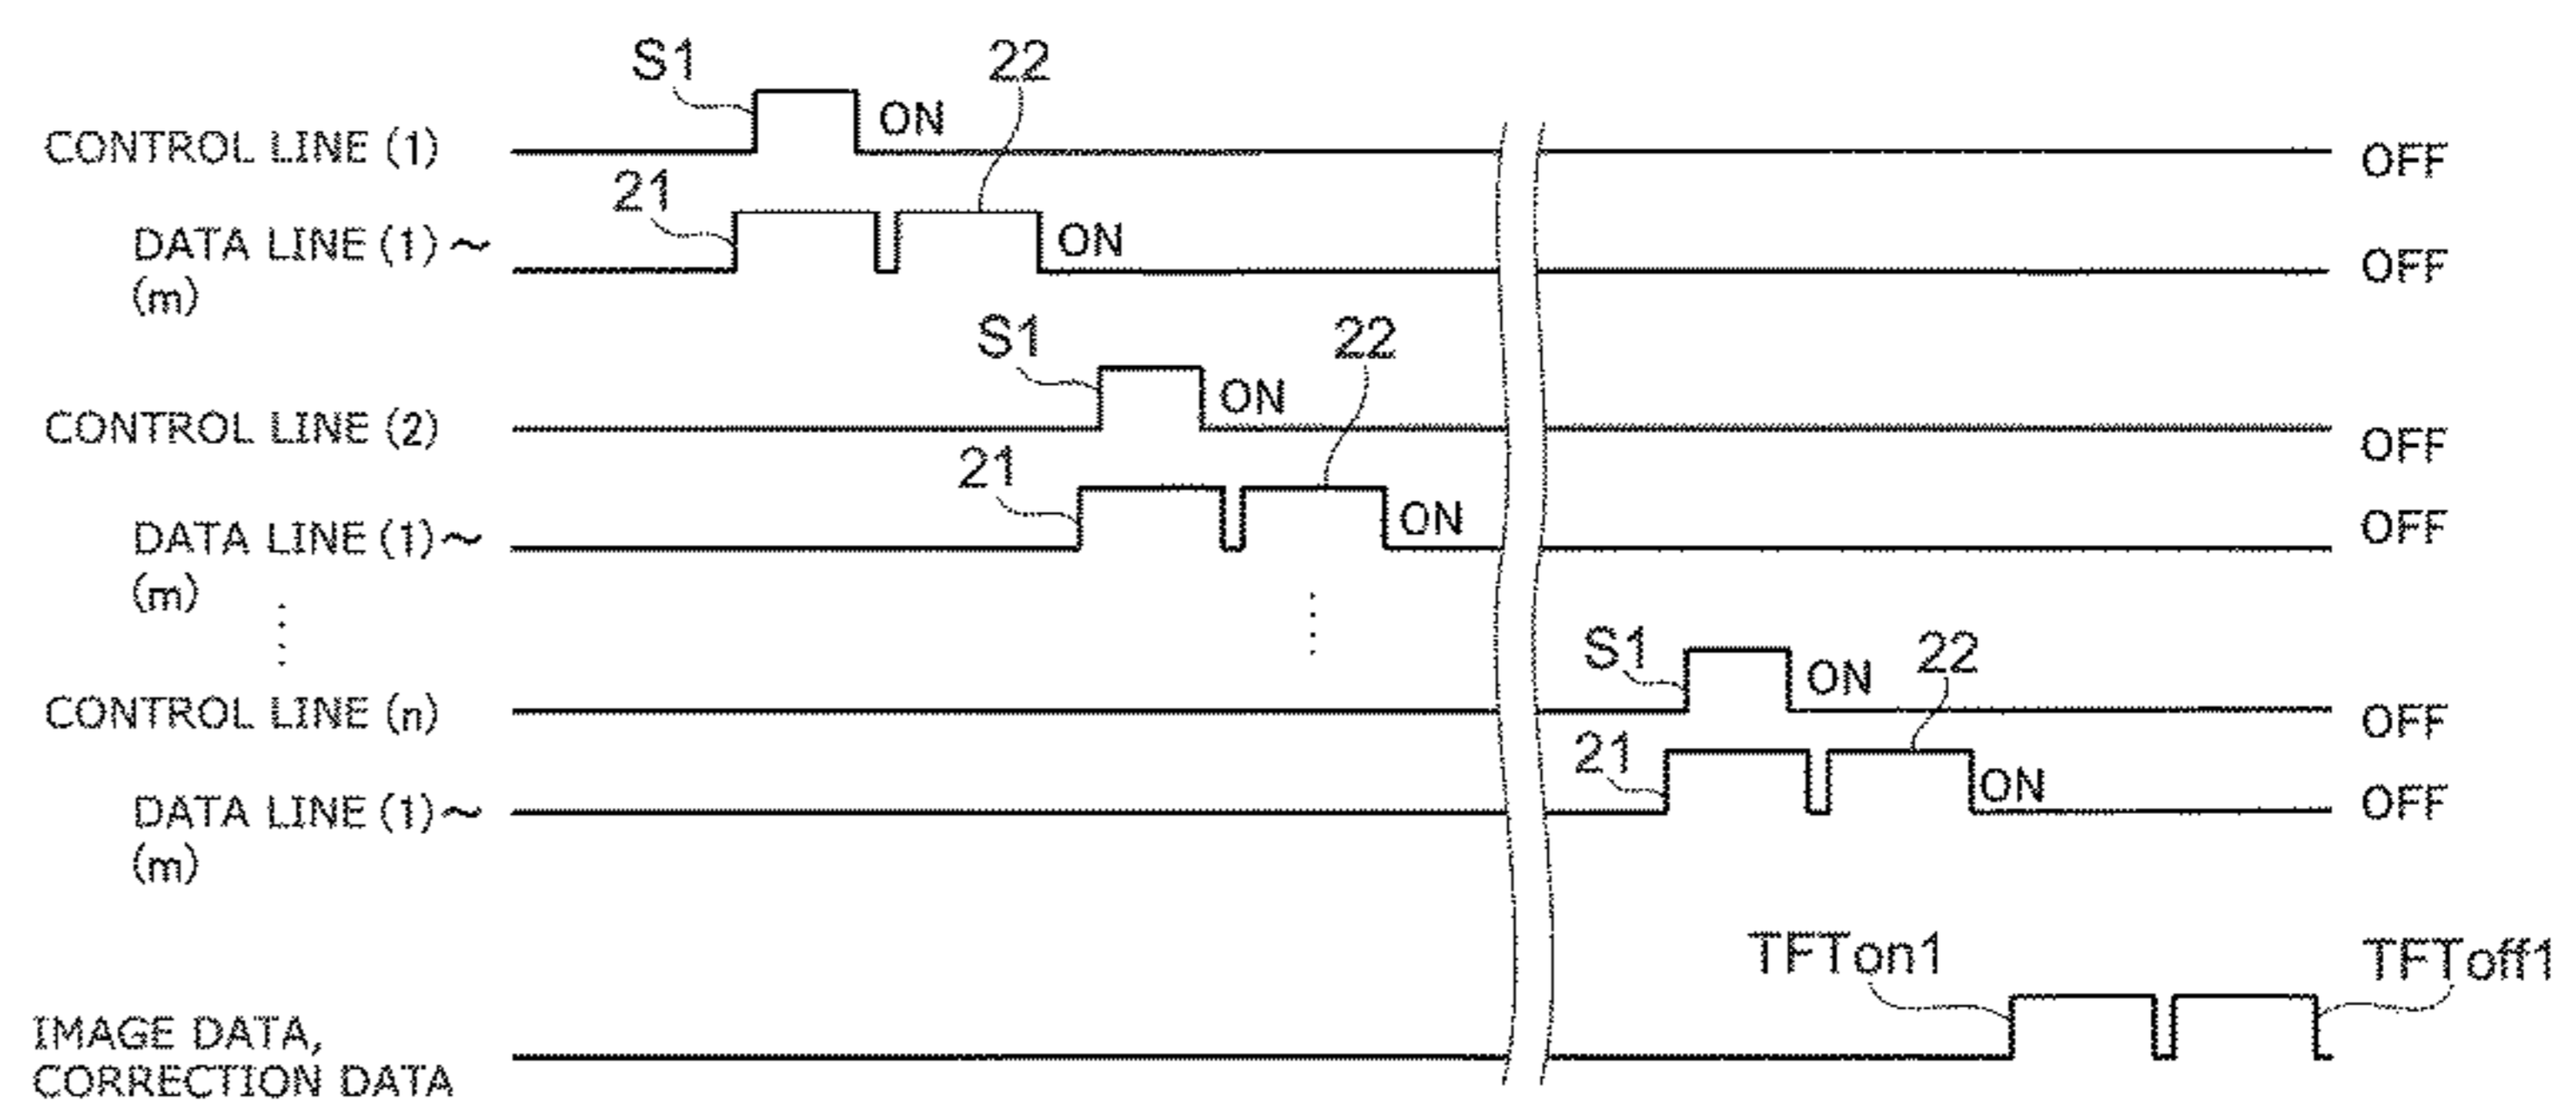 S1
22
CONTROL LINE (1)
ON
OFF
21
DATA LINE (1) ~
(m)
ON
OFF
S1
22
CONTROL LINE (2)
ON
OFF
21
DATA LINE (1) ~
(m)
ON
OFF
S1
22
CONTROL LINE (n)
ON
OFF
21
DATA LINE (1) ~
(m)
ON
OFF
TFTon1
TFToff1
IMAGE DATA,
CORRECTION DATA